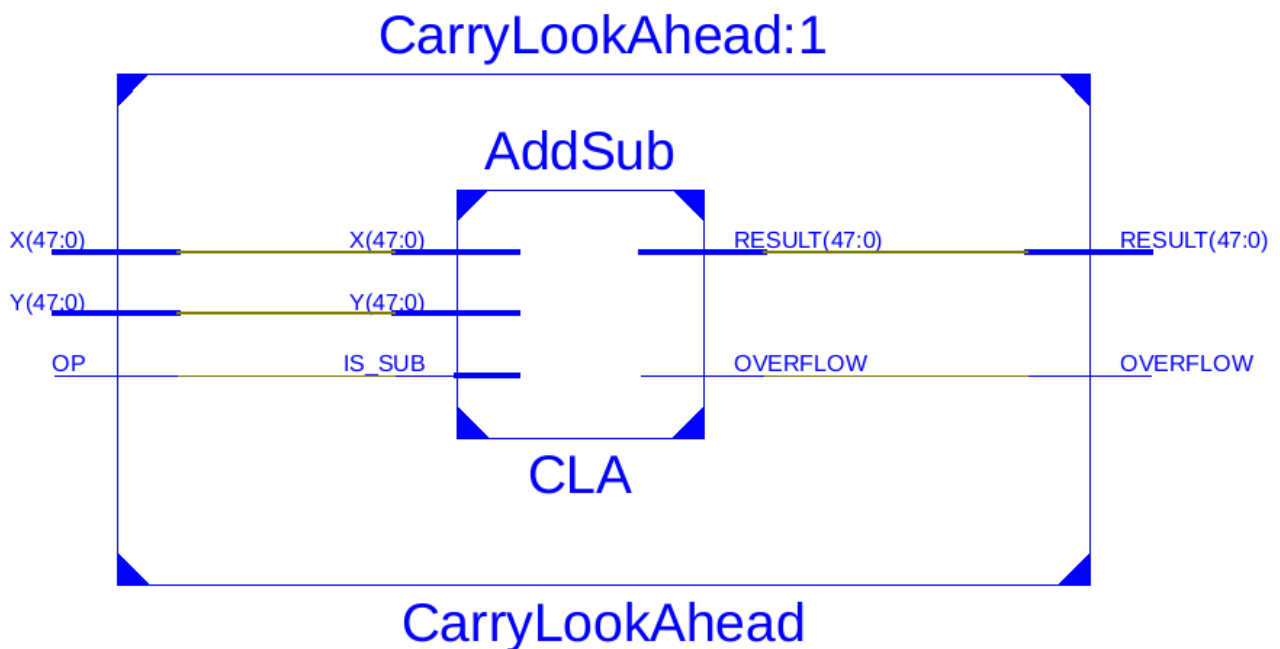 CarryLookAhead:1
AddSub
X(47:0) X(47:0) RESULT(47:0) RESULT(47:0)
Y(47:0) Y(47:0)
OP IS_SUB OVERFLOW OVERFLOW
CLA
CarryLookAhead